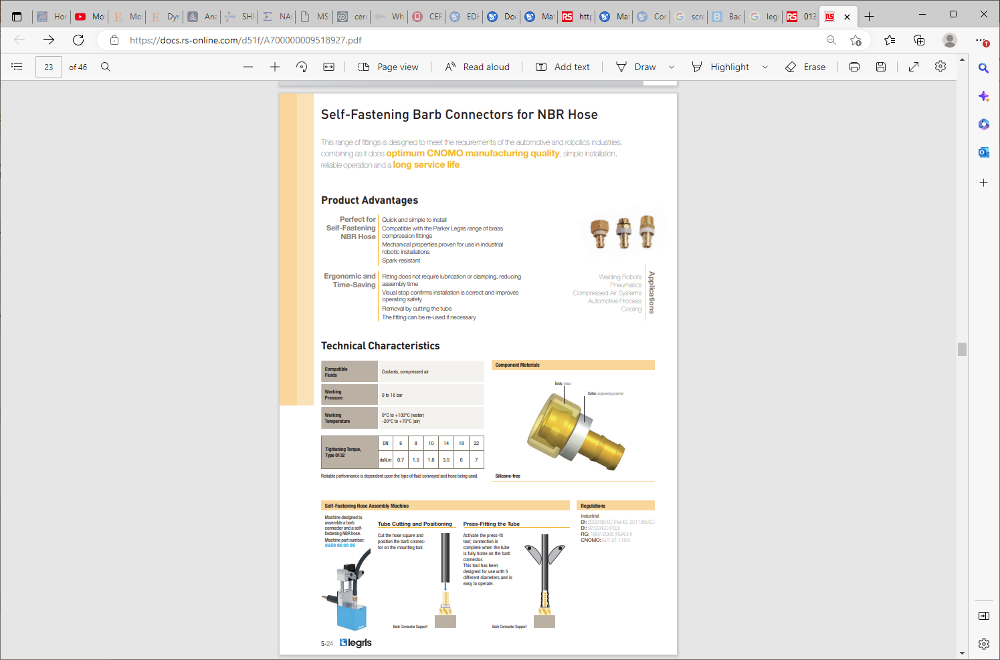 Hor
Mo
Mo
Dyr
Ana
SHI
NA
MS
cer
Wh
CEF
EDH
Doc
Ma
http
Ma
Cor
scre
Bac
leg
013
https://docs.rs-online.com/d51f/A700000009518927.pdf
23 of 46
Page view
Read aloud
Add text
Draw
Highlight
Erase
Self-Fastening Barb Connectors for NBR Hose
This range of fittings is designed to meet the requirements of the automotive and robotics industries,
combining as it does optimum CNOMO manufacturing quality, simple installation,
reliable operation and a long service life.
Product Advantages
Perfect for
Self-Fastening
NBR Hose
Quick and simple to install
Compatible with the Parker Legris range of brass
compression fittings
Mechanical properties proven for use in industrial
robotic installations
Spark-resistant
Ergonomic and
Time-Saving
Fitting does not require lubrication or clamping, reducing
assembly time
Visual stop confirms installation is correct and improves
operating safety
Removal by cutting the tube
The fitting can be re-used if necessary
Welding Robots
Pneumatics
Compressed Air Systems
Automotive Process
Cooling
Applications
Technical Characteristics
Compatible
Fluids
Coolants, compressed air
Working
Pressure
0 to 16 bar
Working
Temperature
0°C to +100°C (water)
-20°C to +70°C (air)
Tightening Torque,
Type 0132
DN 6 8 10 14 18 22
daN.m 0.7 1.5 1.8 3.5 6 7
Reliable performance is dependent upon the type of fluid conveyed and hose being used.
Component Materials
Body: brass
Collar: engineering polymer
Silicone-free
Self-Fastening Hose Assembly Machine
Machine designed to
assemble a barb
connector and a self-
fastening NBR hose.
Machine part number:
0650 00 00 05
Tube Cutting and Positioning
Cut the hose square and
position the barb connec-
tor on the mounting tool.
Barb Connector Support
Press-Fitting the Tube
Activate the press-fit
tool; connection is
complete when the tube
is fully home on the barb
connector.
This tool has been
designed for use with 5
different diameters and is
easy to operate.
Barb Connector Support
Regulations
Industrial
DI: 2002/95/EC (RoHS), 2011/65/EC
DI: 97/23/EC (PED)
RG: 1907/2006 (REACH)
CNOMO: E07 21 115N
5-24 legris